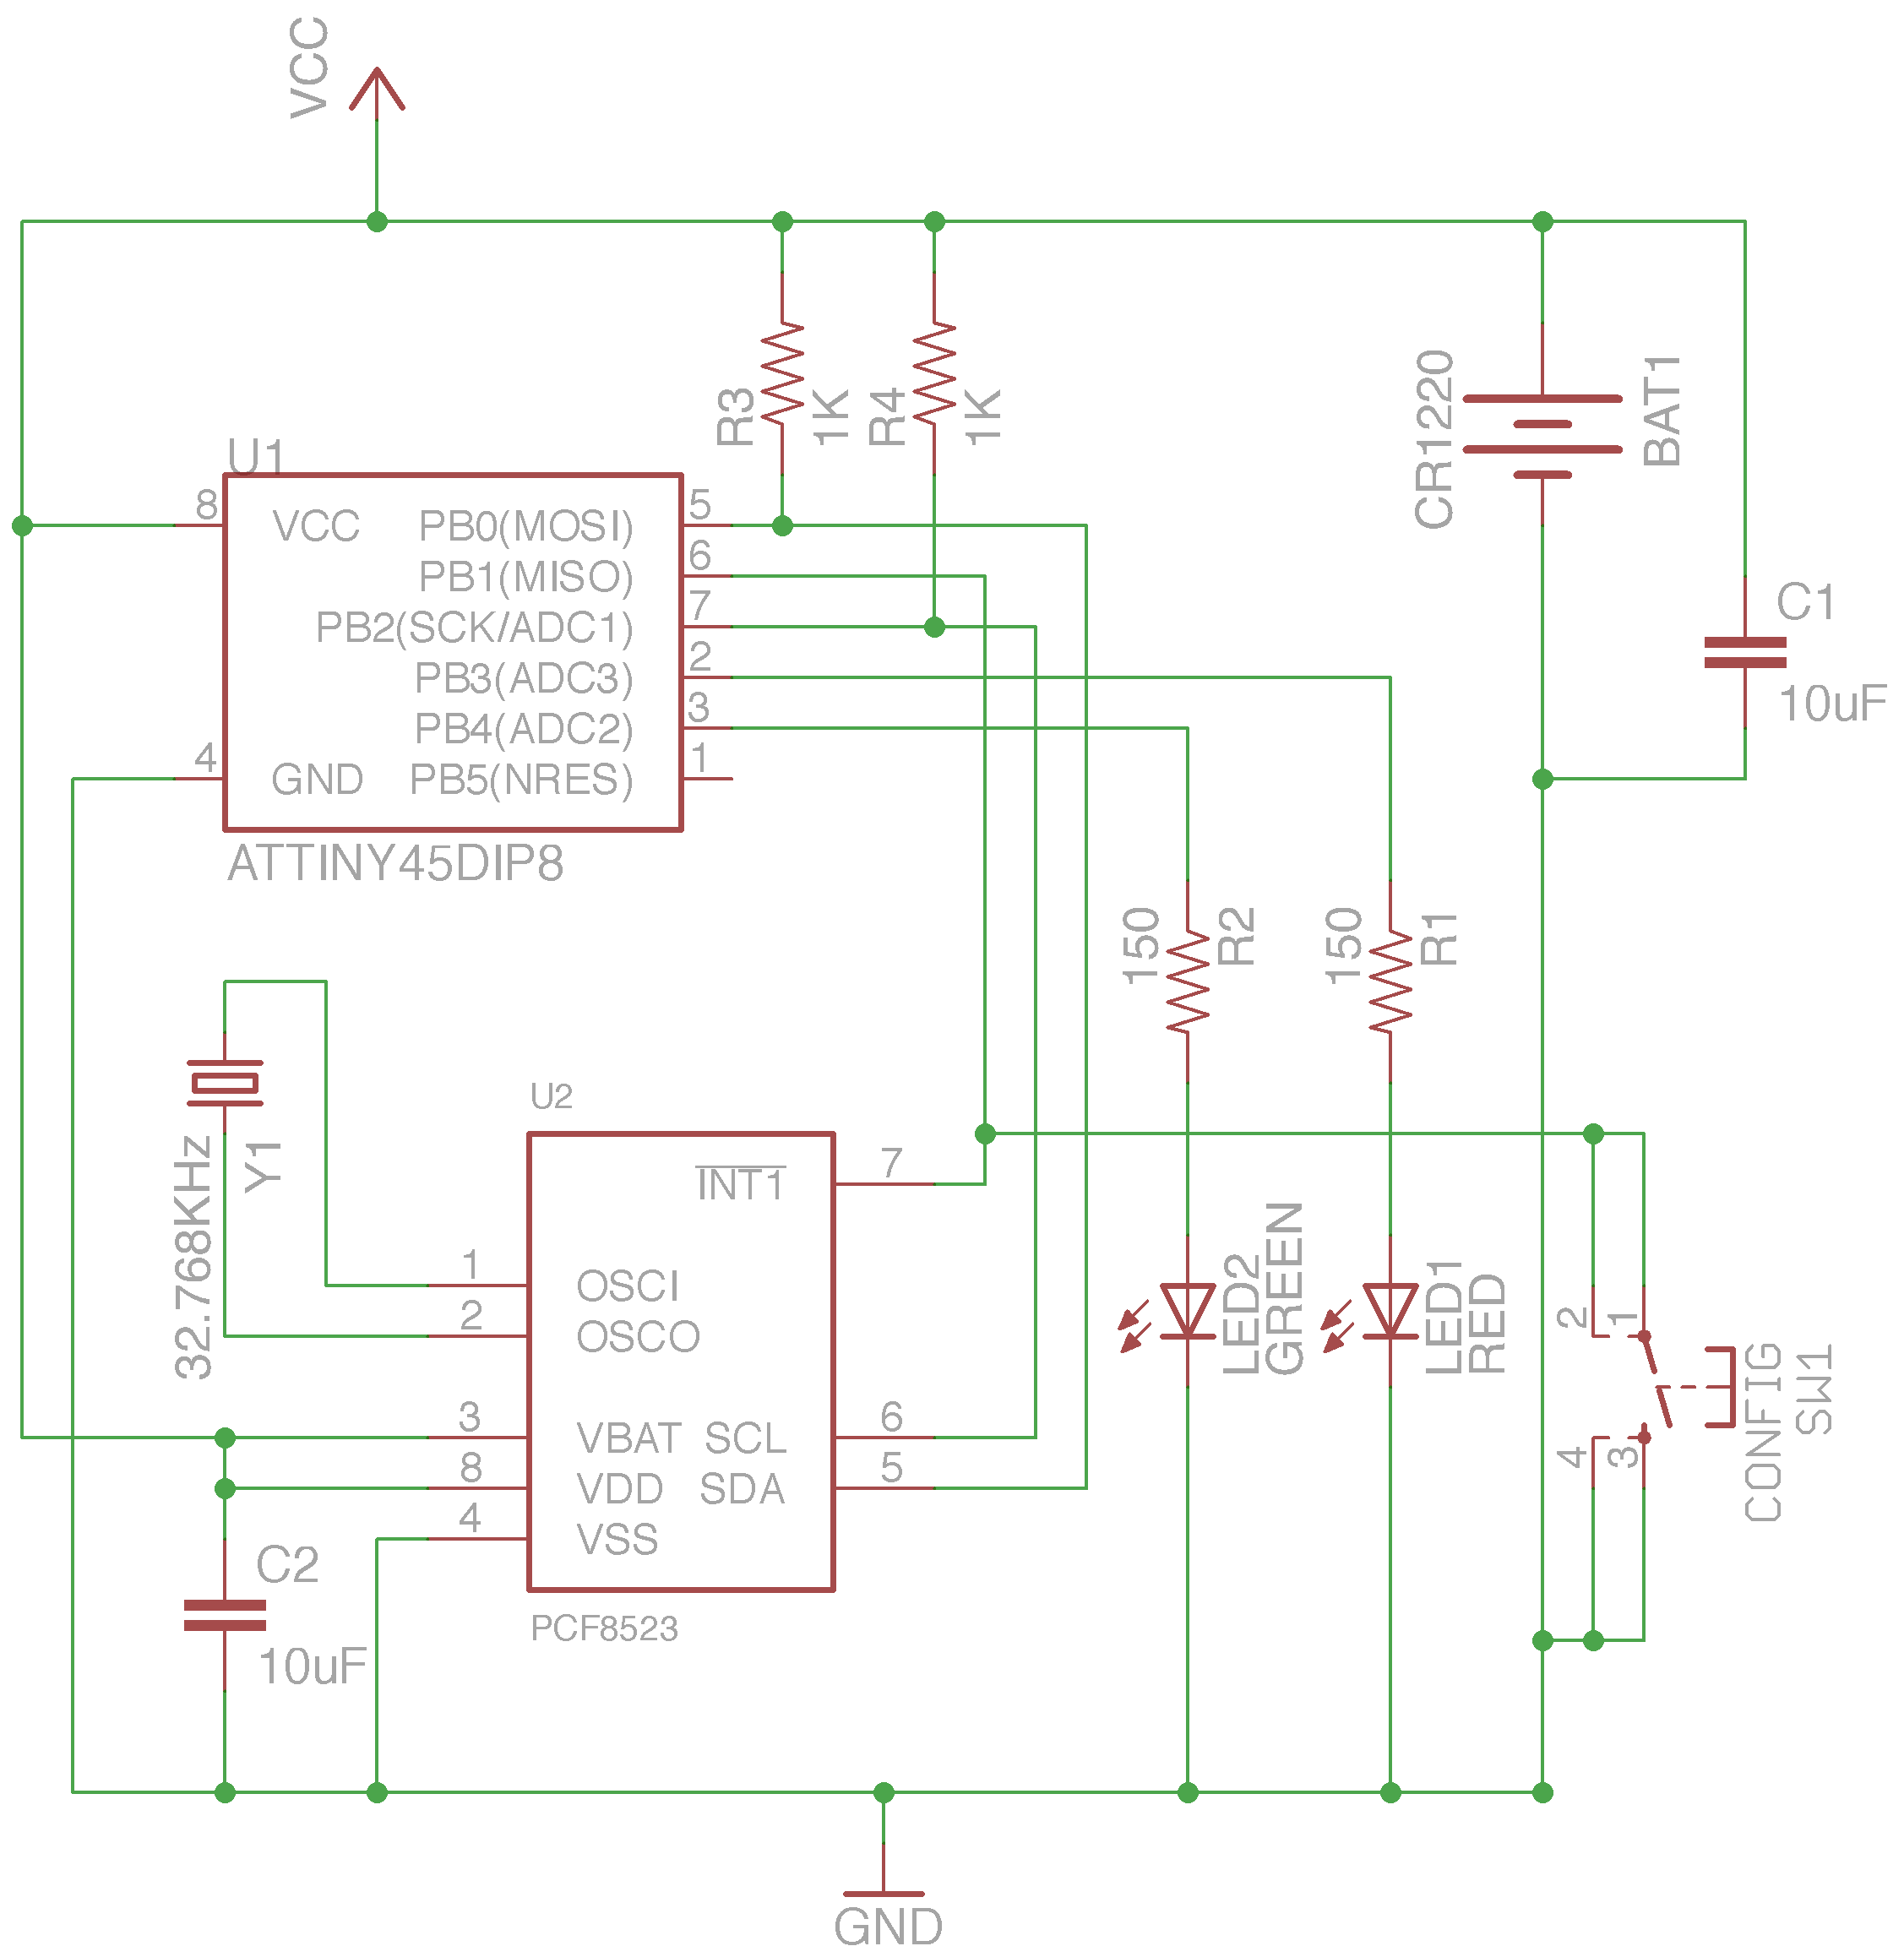 VCC
R3
1K
R4
1K
CR1220
BAT1
U1
8
VCC
PB0(MOSI)
5
PB1(MISO)
6
PB2(SCK/ADC1)
7
PB3(ADC3)
2
PB4(ADC2)
3
4
GND
PB5(NRES)
1
ATTINY45DIP8
C1
10uF
150
R2
150
R1
32.768KHz
Y1
U2
INT1
7
1
OSCI
2
OSCO
3
VBAT
SCL
6
8
VDD
SDA
5
4
VSS
PCF8523
C2
10uF
LED2
GREEN
LED1
RED
2
1
4
3
CONFIG
SW1
GND